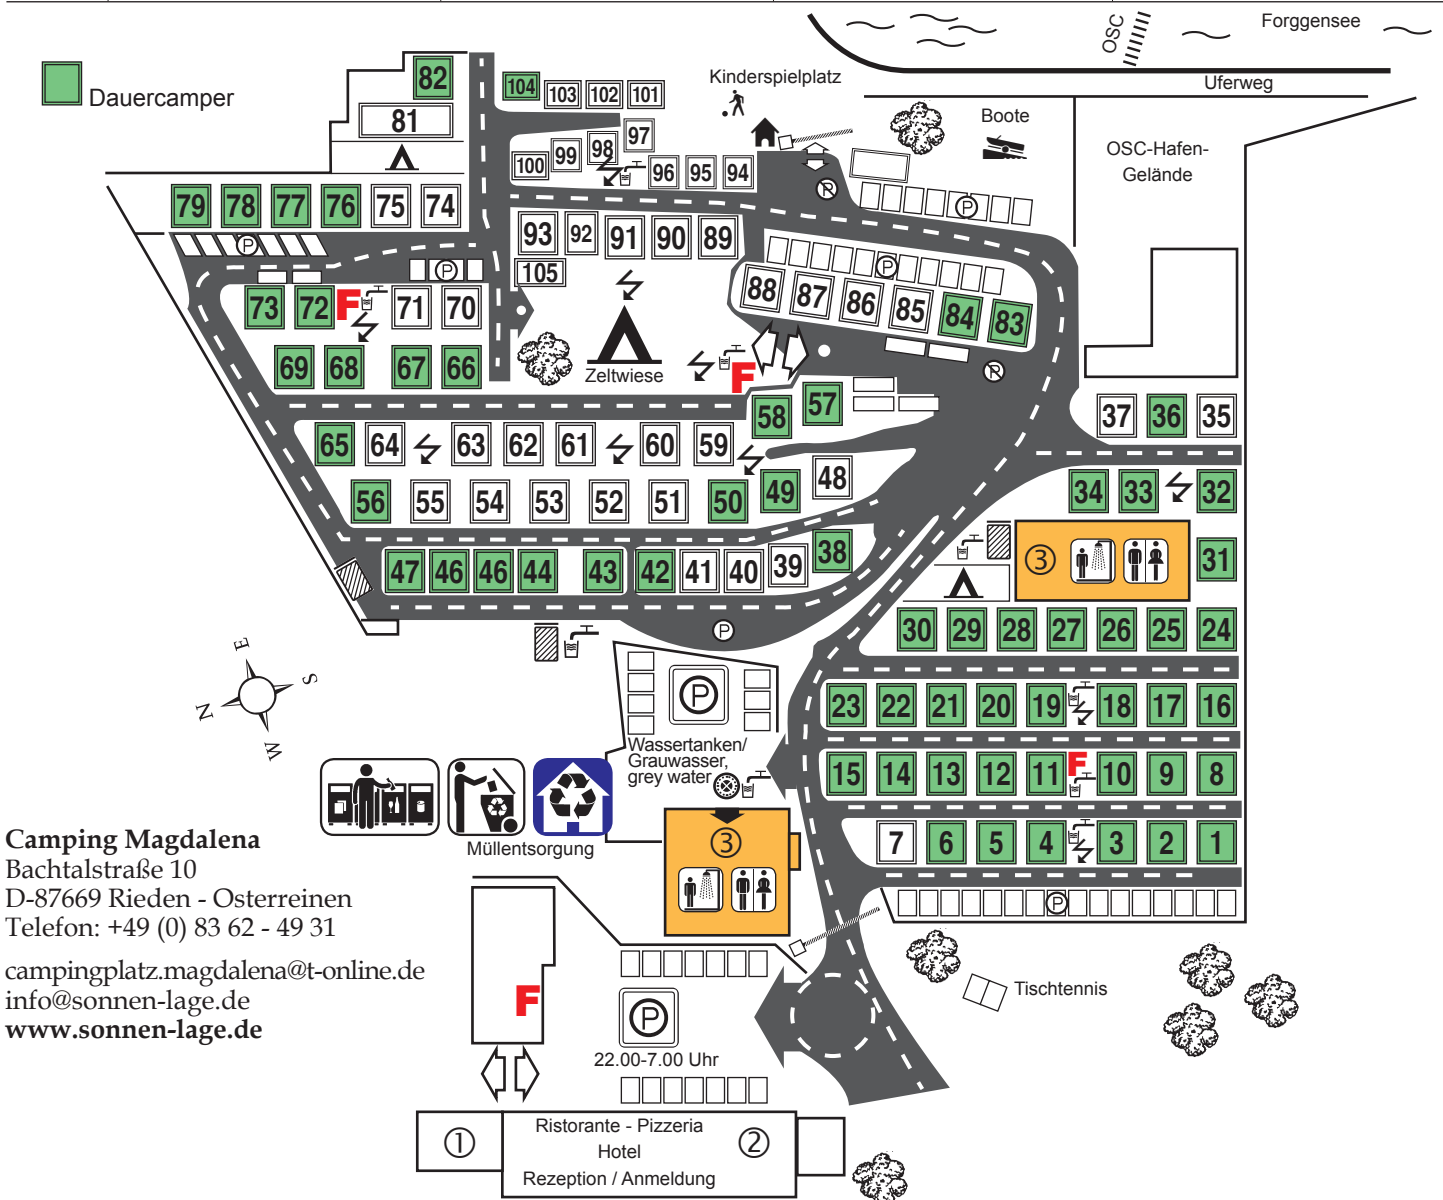 OSC
Forggensee
Uferweg
Kinderspielplatz
Boote
OSC-Hafen-
Gelände
Dauercamper
82
81
104 103 102 101
100 99 98 97
96 95 94
79 78 77 76 75 74
P
93 92 91 90 89
105
P
P
P
88 87 86 85 84 83
P
73 72 F 71 70
69 68 67 66
Zeltwiese
F
P
58 57
37 36 35
65 64 63 62 61 60 59
56 55 54 53 52 51 50 49 48
34 33 32
47 46 46 44 43 42 41 40 39 38
3
31
P
30 29 28 27 26 25 24
E
S
N
W
P
23 22 21 20 19 18 17 16
Wassertanken/
Grauwasser,
grey water
15 14 13 12 11 F 10 9 8
Müllentsorgung
3
7 6 5 4 3 2 1
P
Camping Magdalena
Bachtalstraße 10
D-87669 Rieden - Osterreinen
Telefon: +49 (0) 83 62 - 49 31
campingplatz.magdalena@t-online.de
info@sonnen-lage.de
www.sonnen-lage.de
F
P
22.00-7.00 Uhr
Tischtennis
1
Ristorante - Pizzeria
Hotel
Rezeption / Anmeldung
2